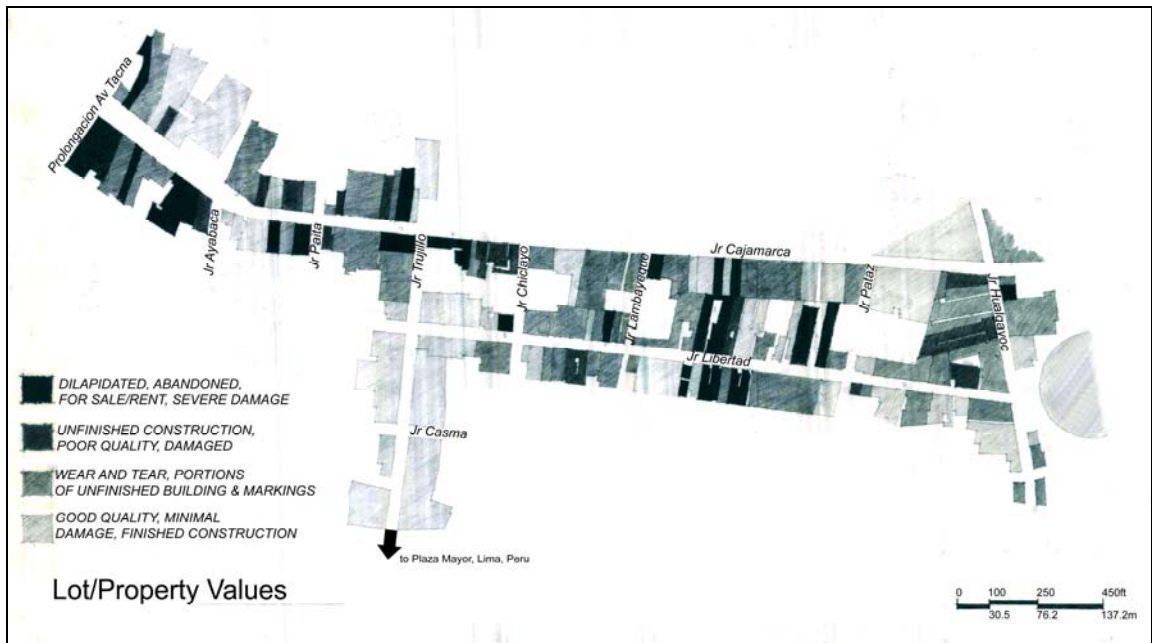 Prolongacion Av Tacna
Jr Ayabaca
Jr Paita
Jr Trujillo
Jr Chiclayo
Jr Lambayeque
Jr Cajamarca
Jr Pataz
Jr Hualgayoc
Jr Libertad
Jr Casma
DILAPIDATED, ABANDONED,
FOR SALE/RENT, SEVERE DAMAGE
UNFINISHED CONSTRUCTION,
POOR QUALITY, DAMAGED
WEAR AND TEAR, PORTIONS
OF UNFINISHED BUILDING & MARKINGS
GOOD QUALITY, MINIMAL
DAMAGE, FINISHED CONSTRUCTION
to Plaza Mayor, Lima, Peru
Lot/Property Values
0 100 250 450ft
30.5 76.2 137.2m